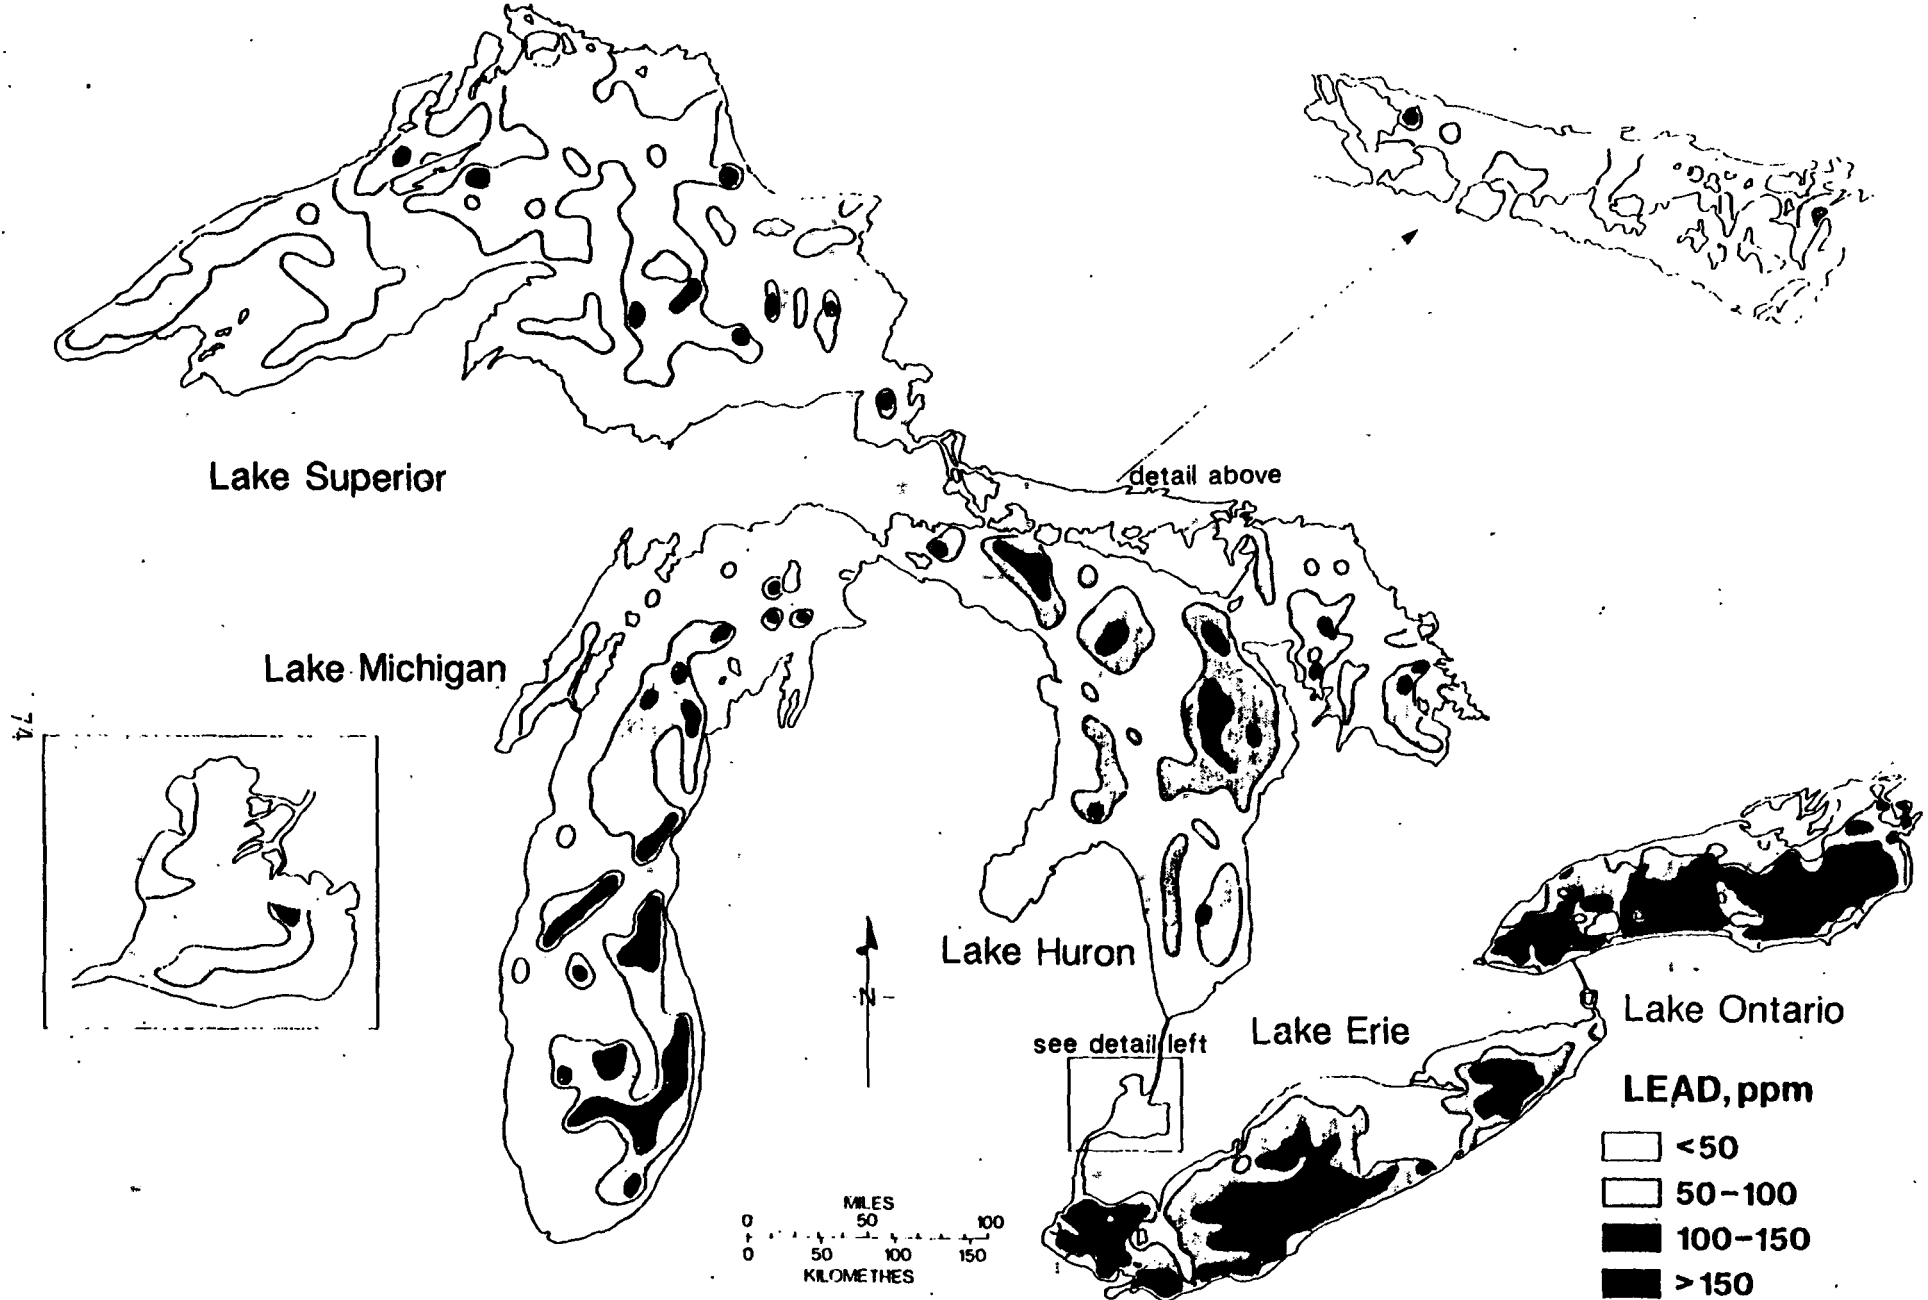 Lake Superior
detail above
Lake Michigan
74
Lake Huron
N
see detail left
Lake Erie
Lake Ontario
LEAD, ppm
<50
50-100
100-150
>150
MILES
0 50 100
0 50 100 150
KILOMETHES